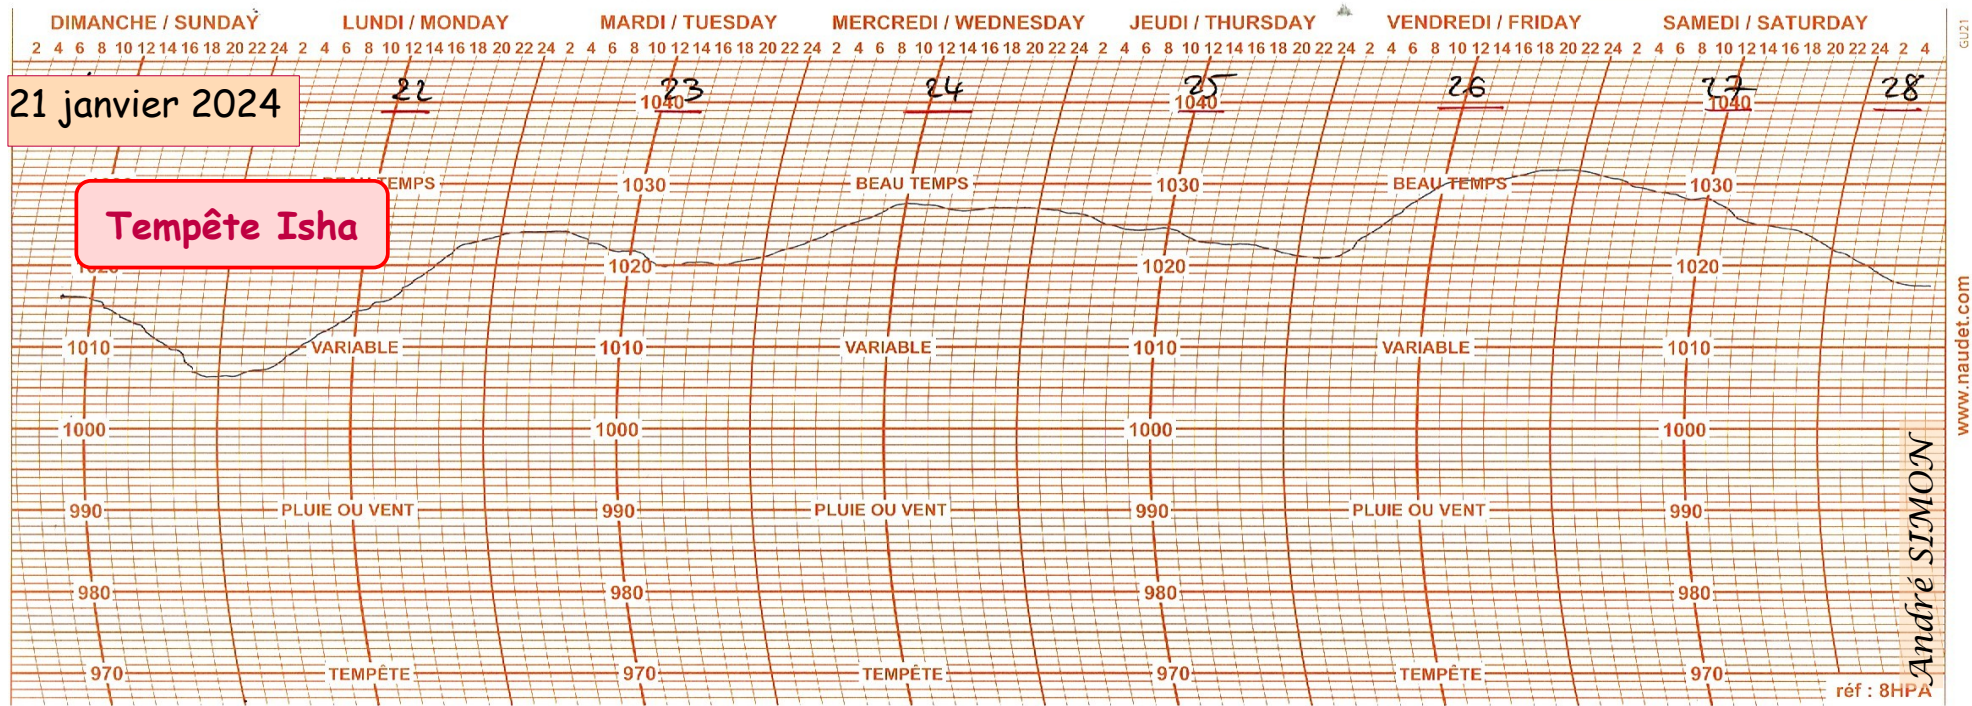 DIMANCHE / SUNDAY LUNDI / MONDAY MARDI / TUESDAY MERCREDI / WEDNESDAY JEUDI / THURSDAY VENDREDI / FRIDAY SAMEDI / SATURDAY
2 4 6 8 10 12 14 16 18 20 22 24 2 4 6 8 10 12 14 16 18 20 22 24 2 4 6 8 10 12 14 16 18 20 22 24 2 4 6 8 10 12 14 16 18 20 22 24 2 4 6 8 10 12 14 16 18 20 22 24 2 4 6 8 10 12 14 16 18 20 22 24 2 4 6 8 10 12 14 16 18 20 22 24 2 4
GU21
21 janvier 2024
22 23 24 25 26 27 28
1040 1040 1040
BEAU TEMPS 1030 BEAU TEMPS 1030 BEAU TEMPS 1030
Tempête Isha
1020 1020 1020 1020
1010 VARIABLE 1010 VARIABLE 1010 VARIABLE 1010
1000 1000 1000 1000
990 PLUIE OU VENT 990 PLUIE OU VENT 990 PLUIE OU VENT 990
980 980 980 980
970 TEMPÊTE 970 TEMPÊTE 970 TEMPÊTE 970
réf : 8HPA
www.naudet.com
André SIMON